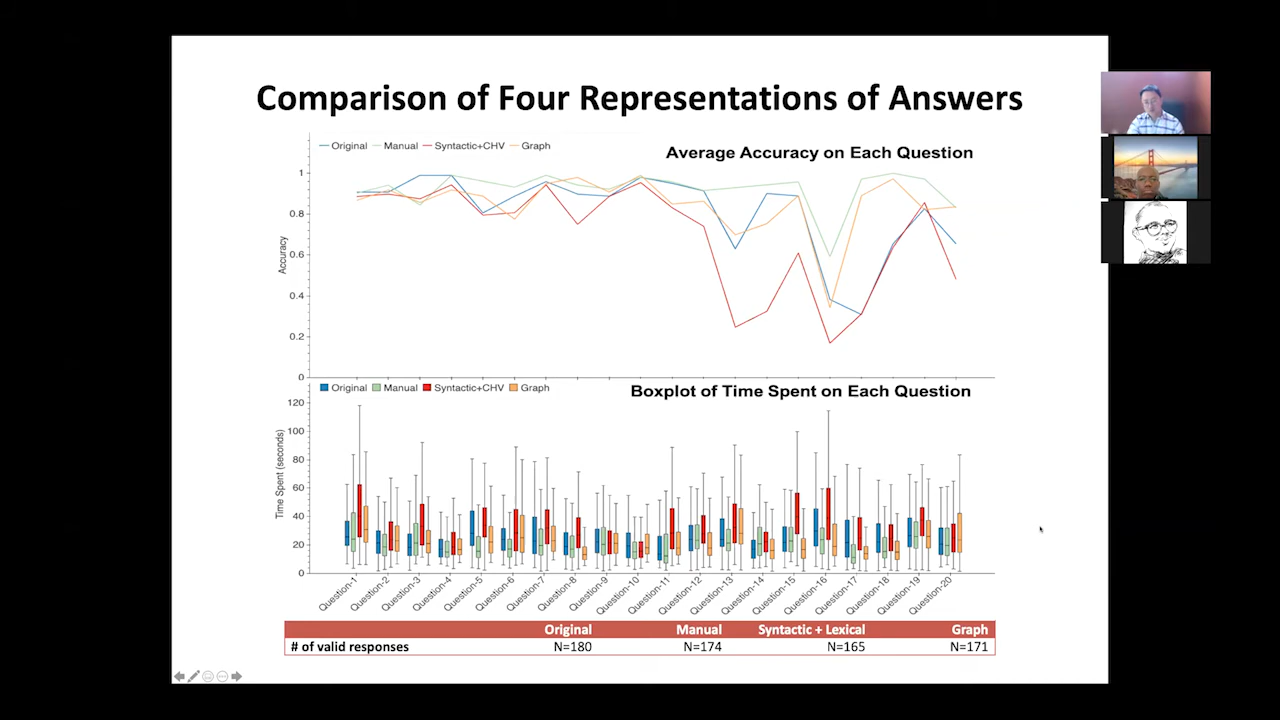 Comparison of Four Representations of Answers
Original Manual Syntactic+CHV Graph
Average Accuracy on Each Question
1
0.8
0.6
0.4
0.2
0
Accuracy
Original Manual Syntactic+CHV Graph
Boxplot of Time Spent on Each Question
120
100
80
60
40
20
0
Time Spent (seconds)
Question-1
Question-2
Question-3
Question-4
Question-5
Question-6
Question-7
Question-8
Question-9
Question-10
Question-11
Question-12
Question-13
Question-14
Question-15
Question-16
Question-17
Question-18
Question-19
Question-20
Original Manual Syntactic + Lexical Graph
# of valid responses N=180 N=174 N=165 N=171